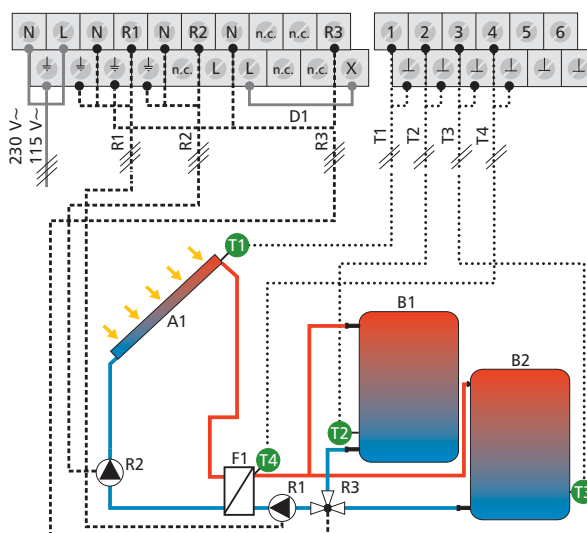 N L N R1 N R2 N n.c. n.c. R3
1 2 3 4 5 6
n.c. L L n.c. n.c. X
D1
230 V~
115 V~
R1
R2
R3
T1
T2
T3
T4
T1
A1
B1
B2
T2
F1
T4
R2
R1
R3
T3